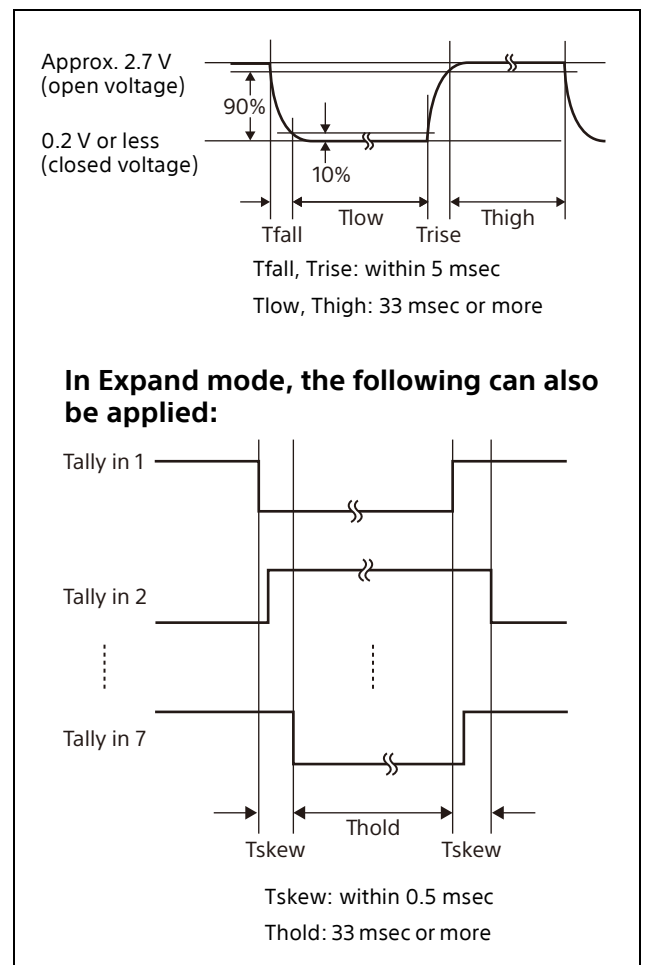 Approx. 2.7 V
(open voltage)
90%
0.2 V or less
(closed voltage)
10%
Tlow
Thigh
Tfall
Trise
Tfall, Trise: within 5 msec
Tlow, Thigh: 33 msec or more
In Expand mode, the following can also
be applied:
Tally in 1
Tally in 2
Tally in 7
Thold
Tskew
Tskew
Tskew: within 0.5 msec
Thold: 33 msec or more